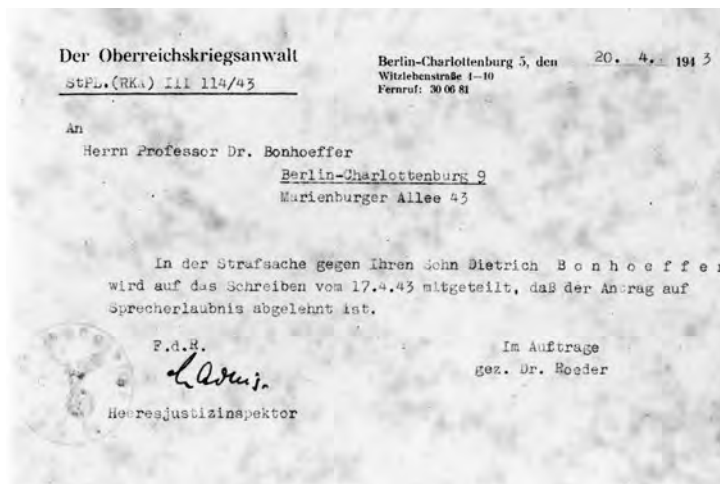 Der Oberreichskriegsanwalt
StPL.(RKA) III 114/43
Berlin-Charlottenburg 5, den 20. 4. 1943
Witzlebenstraße 4—10
Fernruf: 30 06 81
An
Herrn Professor Dr. Bonhoeffer
Berlin-Charlottenburg 9
Marienburger Allee 43
In der Strafsache gegen Ihren Sohn Dietrich B o n h o e f f e r
wird auf das Schreiben vom 17.4.43 mitgeteilt, daß der Antrag auf
Sprecherlaubnis abgelehnt ist.
F.d.R.
Heeresjustizinspektor
Im Auftrage
gez. Dr. Roeder